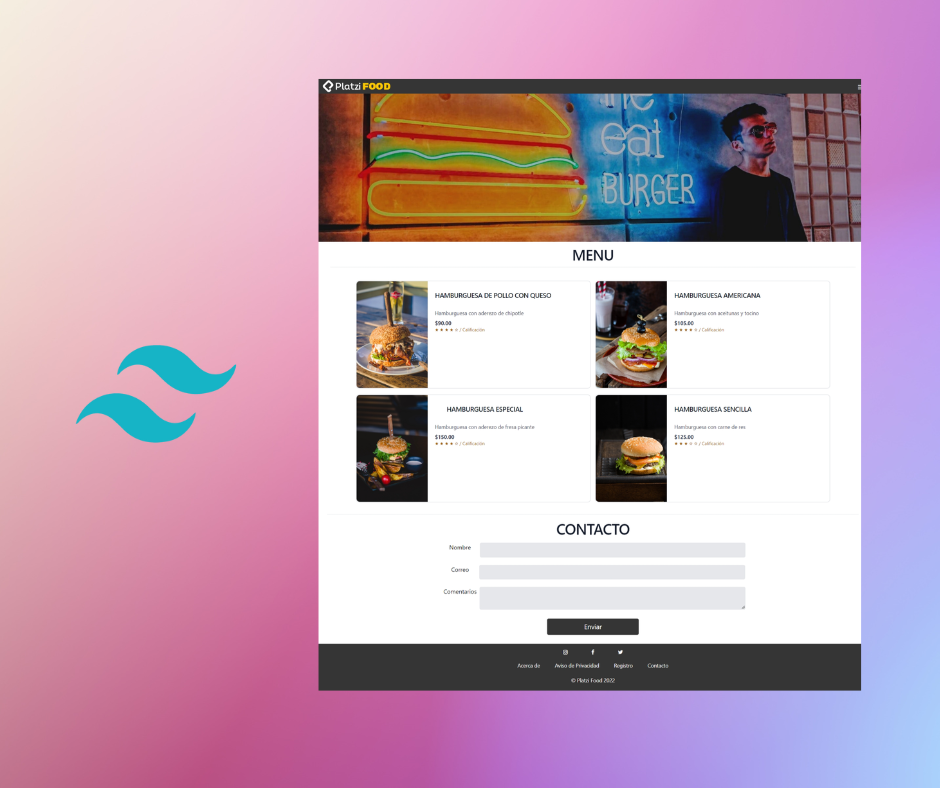 Platzi FOOD
the
eat
BURGER
MENU
HAMBURGUESA DE POLLO CON QUESO
Hamburguesa con aderezo de chipotle
$90.00
★ ★ ★ ★ ★ / Calificación
HAMBURGUESA AMERICANA
Hamburguesa con aceitunas y tocino
$105.00
★ ★ ★ ★ ★ / Calificación
HAMBURGUESA ESPECIAL
Hamburguesa con aderezo de fresa picante
$150.00
★ ★ ★ ★ ★ / Calificación
HAMBURGUESA SENCILLA
Hamburguesa con carne de res
$125.00
★ ★ ★ ★ ★ / Calificación
CONTACTO
Nombre
Correo
Comentarios
Enviar
Acerca de Aviso de Privacidad Registro Contacto
© Platzi Food 2022